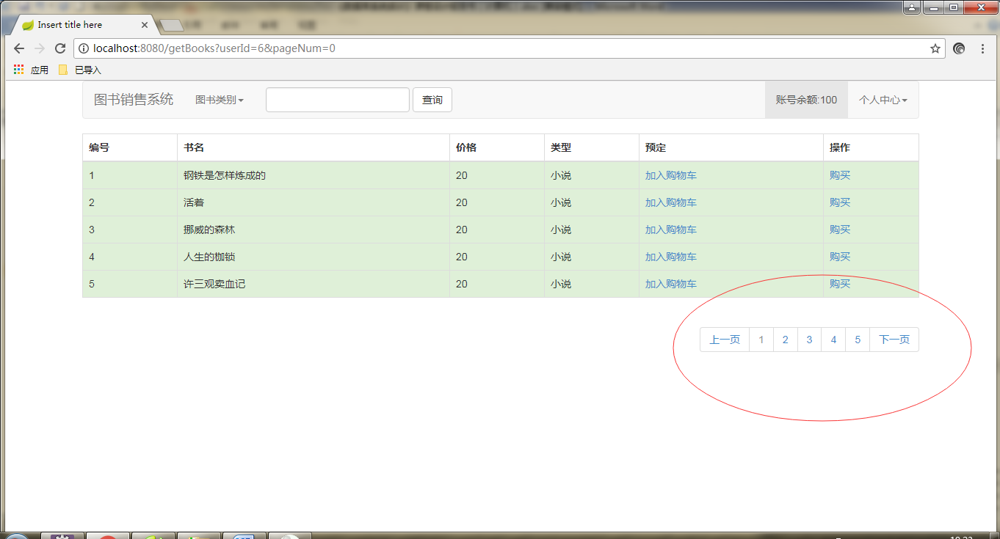 Insert title here
localhost:8080/getBooks?userId=6&pageNum=0
应用 已导入
图书销售系统 图书类别 查询 账号余额:100 个人中心
编号 书名 价格 类型 预定 操作
1 钢铁是怎样炼成的 20 小说 加入购物车 购买
2 活着 20 小说 加入购物车 购买
3 挪威的森林 20 小说 加入购物车 购买
4 人生的枷锁 20 小说 加入购物车 购买
5 许三观卖血记 20 小说 加入购物车 购买
上一页 1 2 3 4 5 下一页